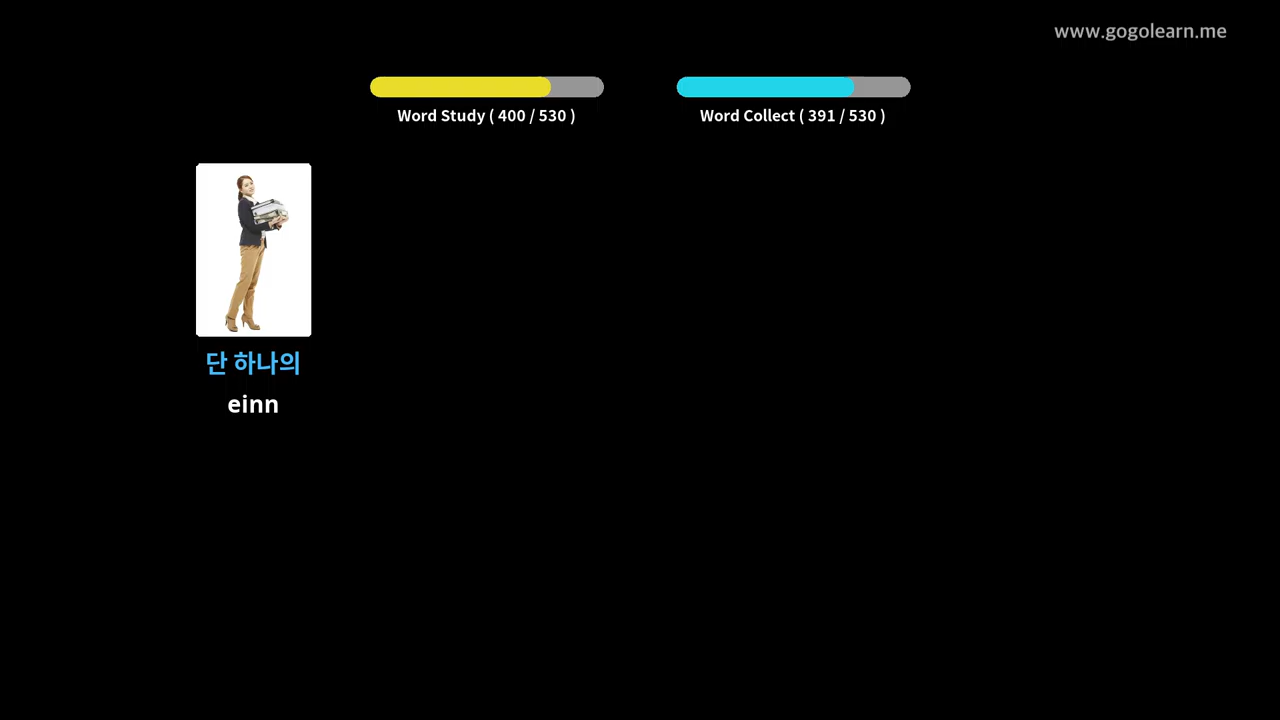 www.gogolearn.me
Word Study ( 400 / 530 )
Word Collect ( 391 / 530 )
단 하나의
einn